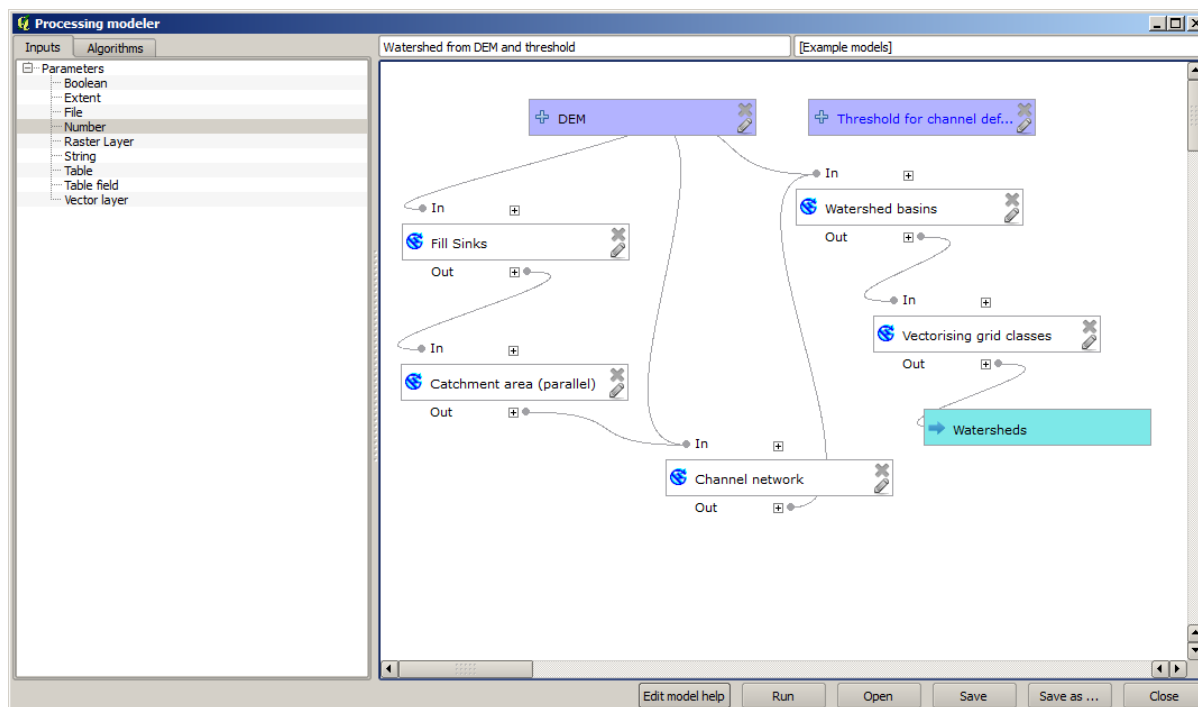 Processing modeler
Inputs
Algorithms
Watershed from DEM and threshold
[Example models]
Parameters
Boolean
Extent
File
Number
Raster Layer
String
Table
Table field
Vector layer
DEM
Threshold for channel def...
In
Watershed basins
Out
In
Fill Sinks
Out
In
Vectorising grid classes
Out
In
Catchment area (parallel)
Out
Watersheds
In
Channel network
Out
Edit model help
Run
Open
Save
Save as ...
Close